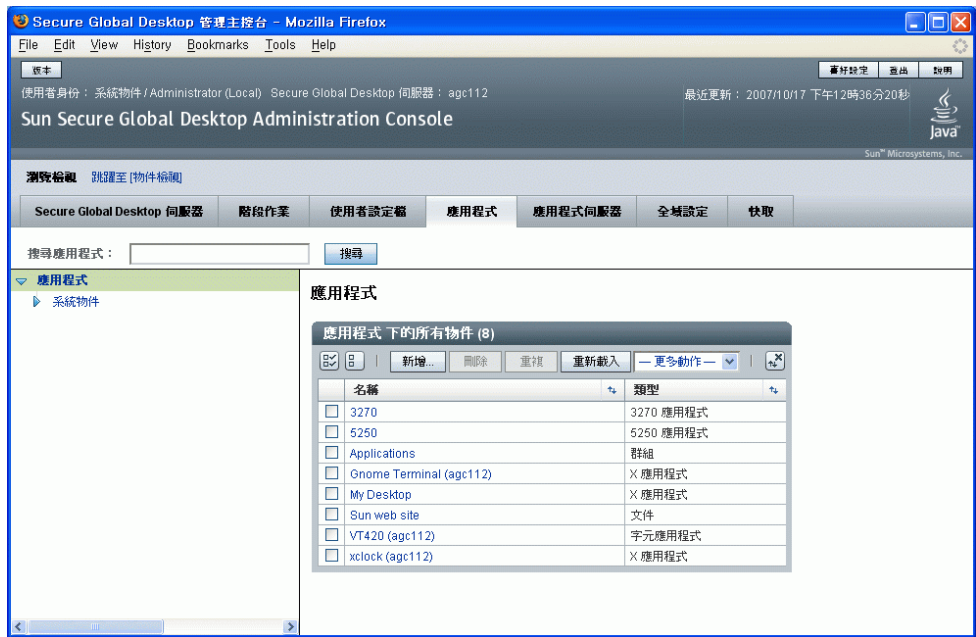 Secure Global Desktop 管理主控台 - Mozilla Firefox
File Edit View History Bookmarks Tools Help
版本 喜好設定 登出 說明
使用者身份： 系統物件 / Administrator (Local) Secure Global Desktop 伺服器： agc112 最近更新： 2007/10/17 下午12時36分20秒
Sun Secure Global Desktop Administration Console
Java
Sun™ Microsystems, Inc.
瀏覽檢視 跳躍至 [物件檢視]
Secure Global Desktop 伺服器 階段作業 使用者設定檔 應用程式 應用程式伺服器 全域設定 快取
搜尋應用程式： 搜尋
應用程式
系統物件
應用程式
應用程式 下的所有物件 (8)
新增... 刪除 重複 重新載入 — 更多動作 —
名稱 類型
3270 3270 應用程式
5250 5250 應用程式
Applications 群組
Gnome Terminal (agc112) X 應用程式
My Desktop X 應用程式
Sun web site 文件
VT420 (agc112) 字元應用程式
xclock (agc112) X 應用程式